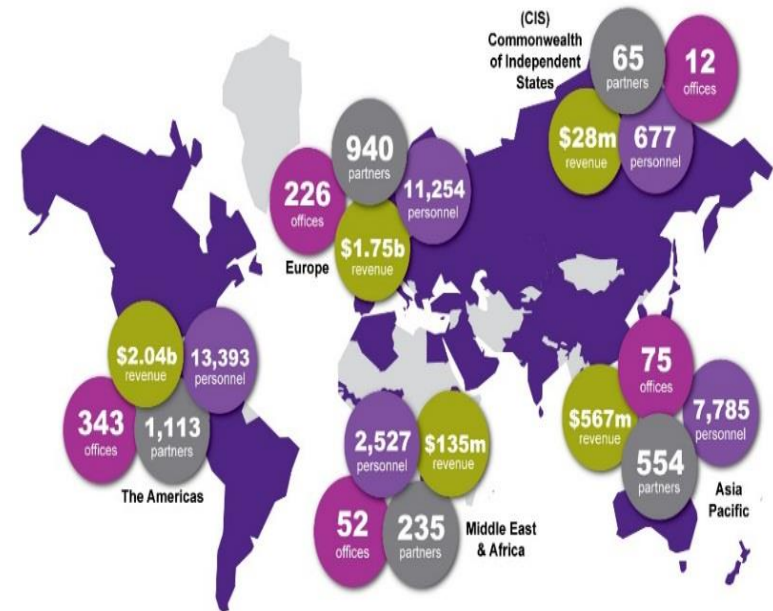 (CIS)
Commonwealth
of Independent
States
65
partners
12
offices
$28m
revenue
677
personnel
940
partners
226
offices
11,254
personnel
$1.75b
revenue
Europe
$2.04b
revenue
13,393
personnel
343
offices
1,113
partners
The Americas
2,527
personnel
$135m
revenue
52
offices
235
partners
Middle East
& Africa
75
offices
$567m
revenue
7,785
personnel
554
partners
Asia
Pacific